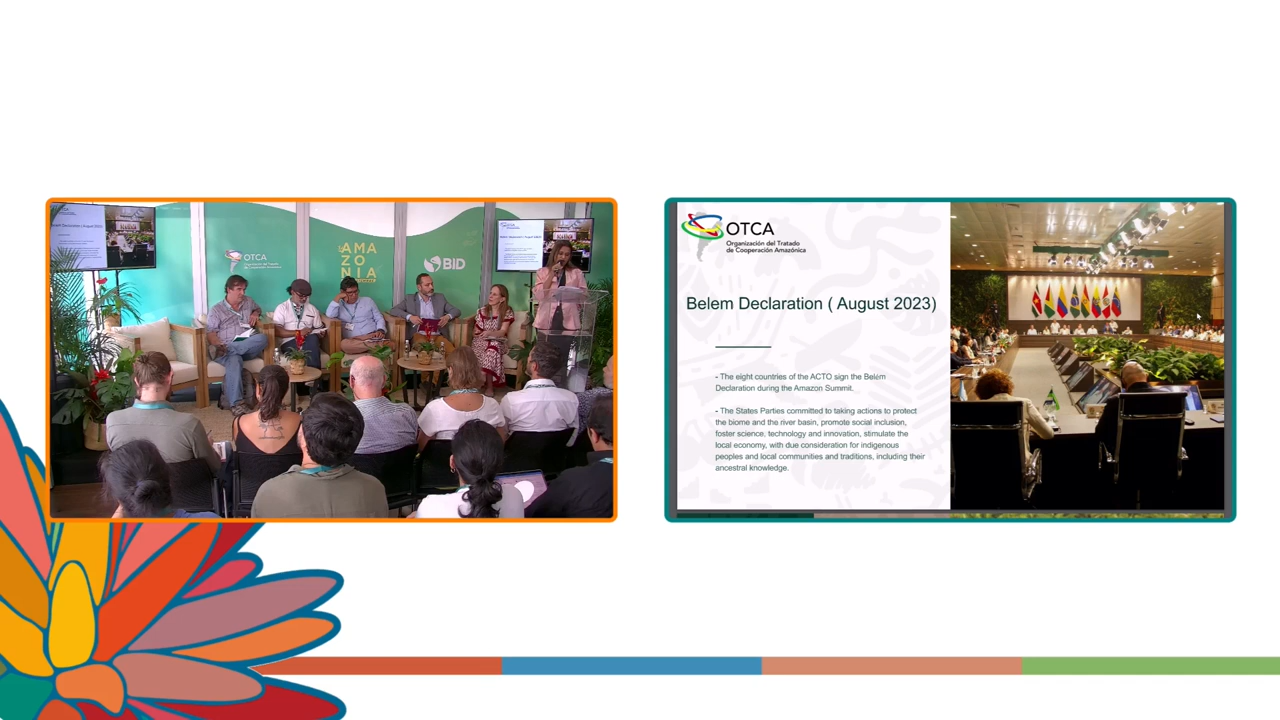 OTCA
AMA
ZO
NIA
BID
OTCA
Organización del Tratado
de Cooperación Amazónica
Belem Declaration ( August 2023)
- The eight countries of the ACTO sign the Belém
Declaration during the Amazon Summit.
- The States Parties committed to taking actions to protect
the biome and the river basin, promote social inclusion,
foster science, technology and innovation, stimulate the
local economy, with due consideration for indigenous
peoples and local communities and traditions, including their
ancestral knowledge.